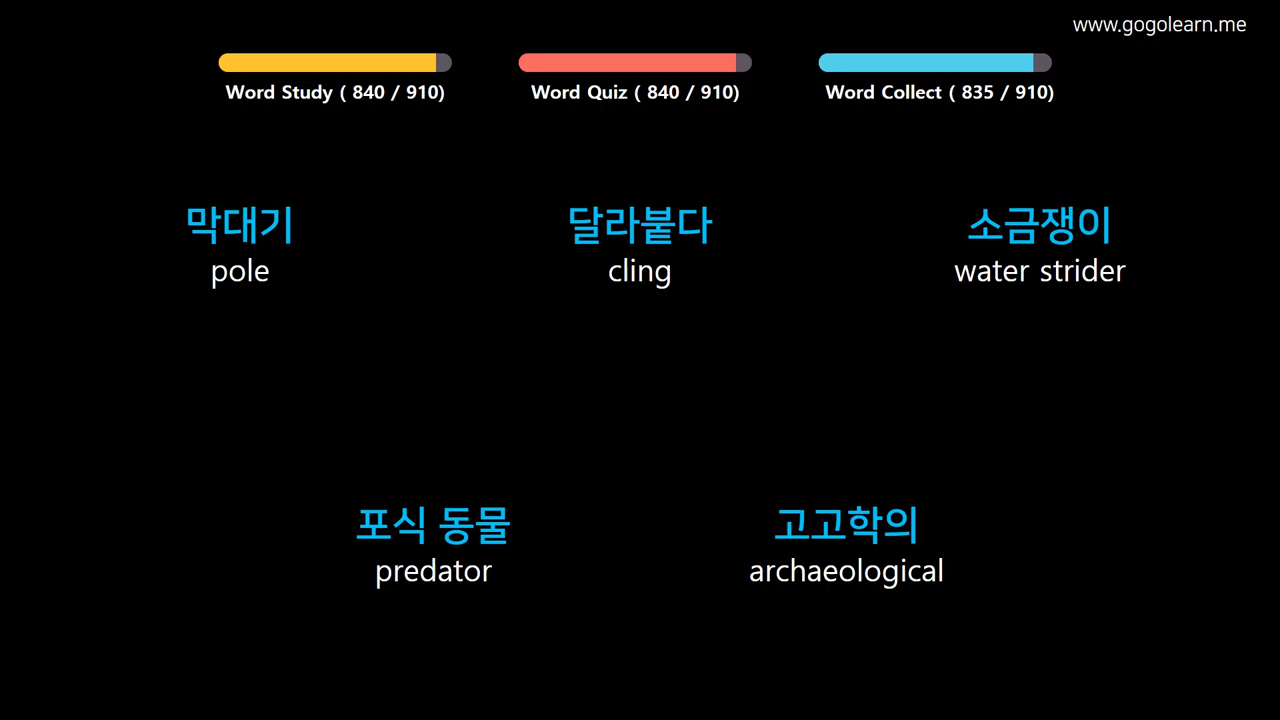 www.gogolearn.me
Word Study ( 840 / 910)
Word Quiz ( 840 / 910)
Word Collect ( 835 / 910)
막대기
pole
달라붙다
cling
소금쟁이
water strider
포식 동물
predator
고고학의
archaeological